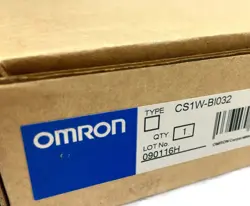 TYPE CS1W-BI032
OMRON
QTY. 1
LOT No
090116H